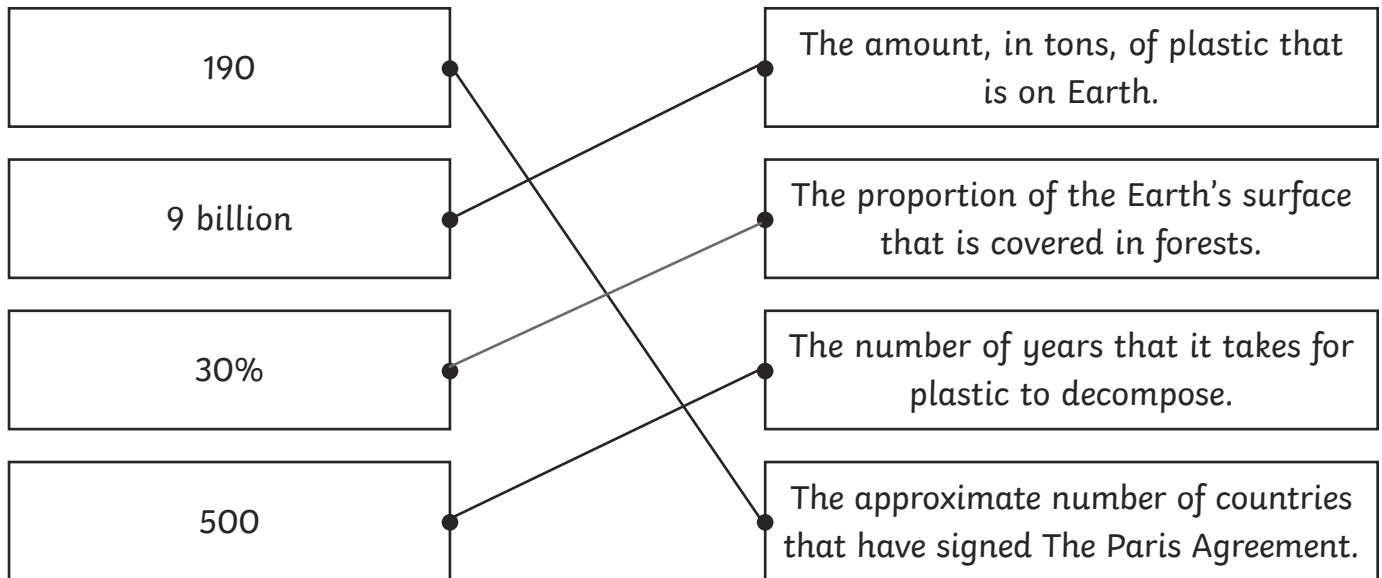 190
The amount, in tons, of plastic that
is on Earth.
9 billion
The proportion of the Earth’s surface
that is covered in forests.
30%
The number of years that it takes for
plastic to decompose.
500
The approximate number of countries
that have signed The Paris Agreement.